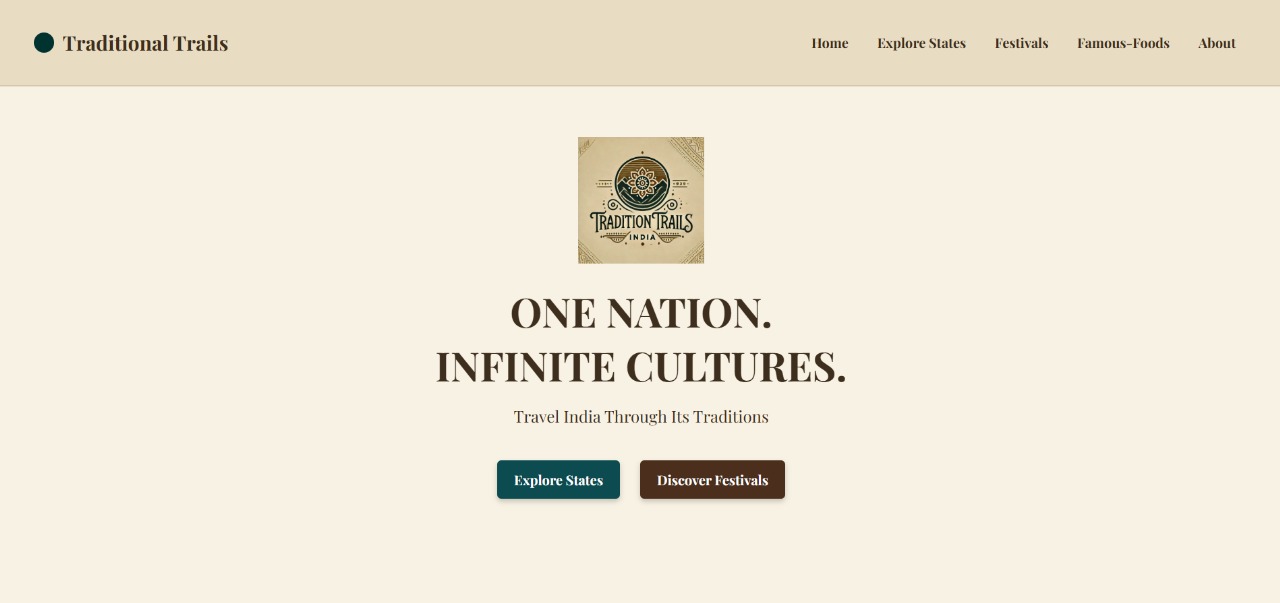 Traditional Trails
Home Explore States Festivals Famous-Foods About
TRADITION TRAILS
INDIA
ONE NATION.
INFINITE CULTURES.
Travel India Through Its Traditions
Explore States Discover Festivals